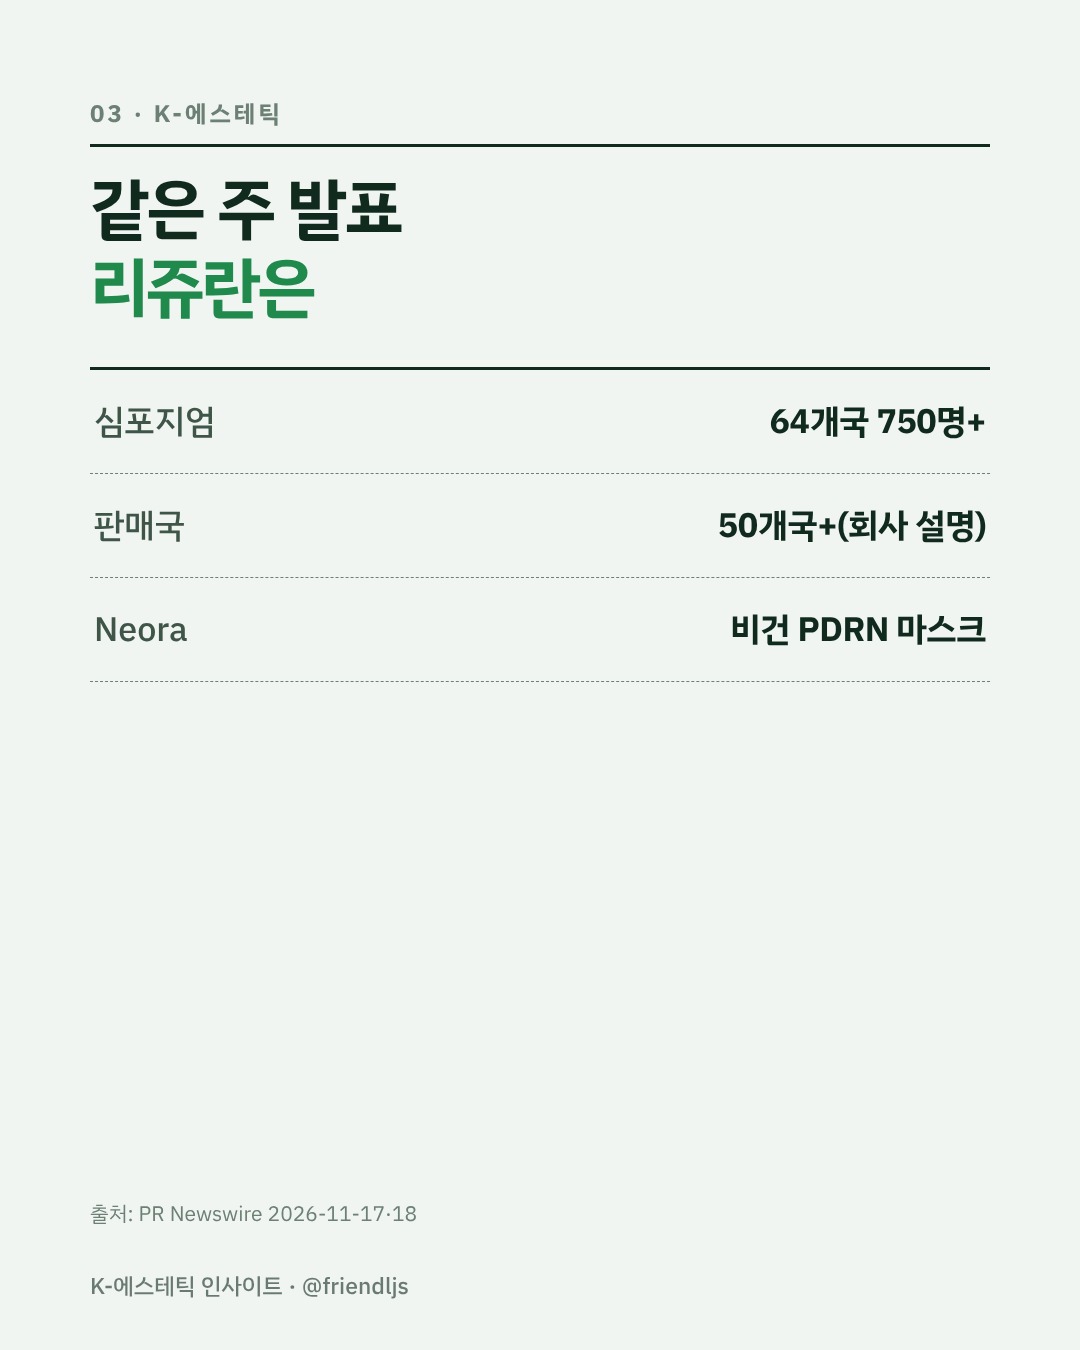 03 · K-에스테틱
같은 주 발표
리쥬란은
심포지엄 64개국 750명+
판매국 50개국+(회사 설명)
Neora 비건 PDRN 마스크
출처: PR Newswire 2026-11-17·18
K-에스테틱 인사이트 · @friendljs